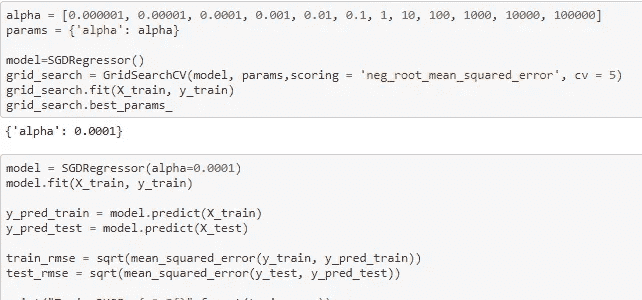 alpha = [0.000001, 0.00001, 0.0001, 0.001, 0.01, 0.1, 1, 10, 100, 1000, 10000, 100000]
params = {'alpha': alpha}
model=SGDRegressor()
grid_search = GridSearchCV(model, params,scoring = 'neg_root_mean_squared_error', cv = 5)
grid_search.fit(X_train, y_train)
grid_search.best_params_
{'alpha': 0.0001}
model = SGDRegressor(alpha=0.0001)
model.fit(X_train, y_train)
y_pred_train = model.predict(X_train)
y_pred_test = model.predict(X_test)
train_rmse = sqrt(mean_squared_error(y_train, y_pred_train))
test_rmse = sqrt(mean_squared_error(y_test, y_pred_test))